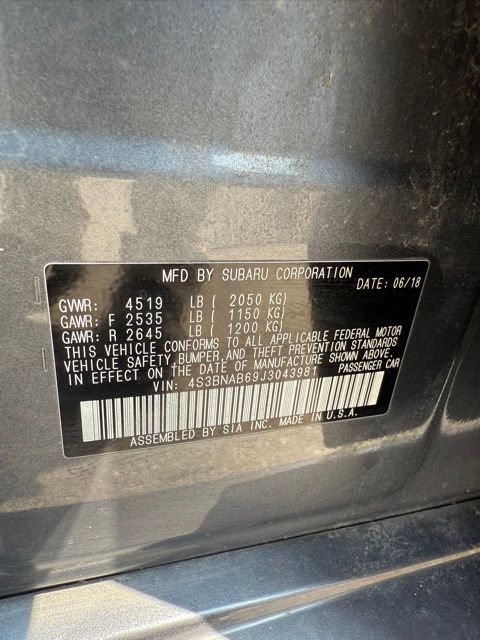 MFD BY SUBARU CORPORATION
DATE: 06/18
GVWR: 4519 LB ( 2050 KG)
GAWR: F 2535 LB ( 1150 KG)
GAWR: R 2645 LB ( 1200 KG)
THIS VEHICLE CONFORMS TO ALL APPLICABLE FEDERAL MOTOR
VEHICLE SAFETY, BUMPER, AND THEFT PREVENTION STANDARDS
IN EFFECT ON THE DATE OF MANUFACTURE SHOWN ABOVE.
VIN: 4S3BNAB69J3043981 PASSENGER CAR
ASSEMBLED BY SIA INC. MADE IN U.S.A.